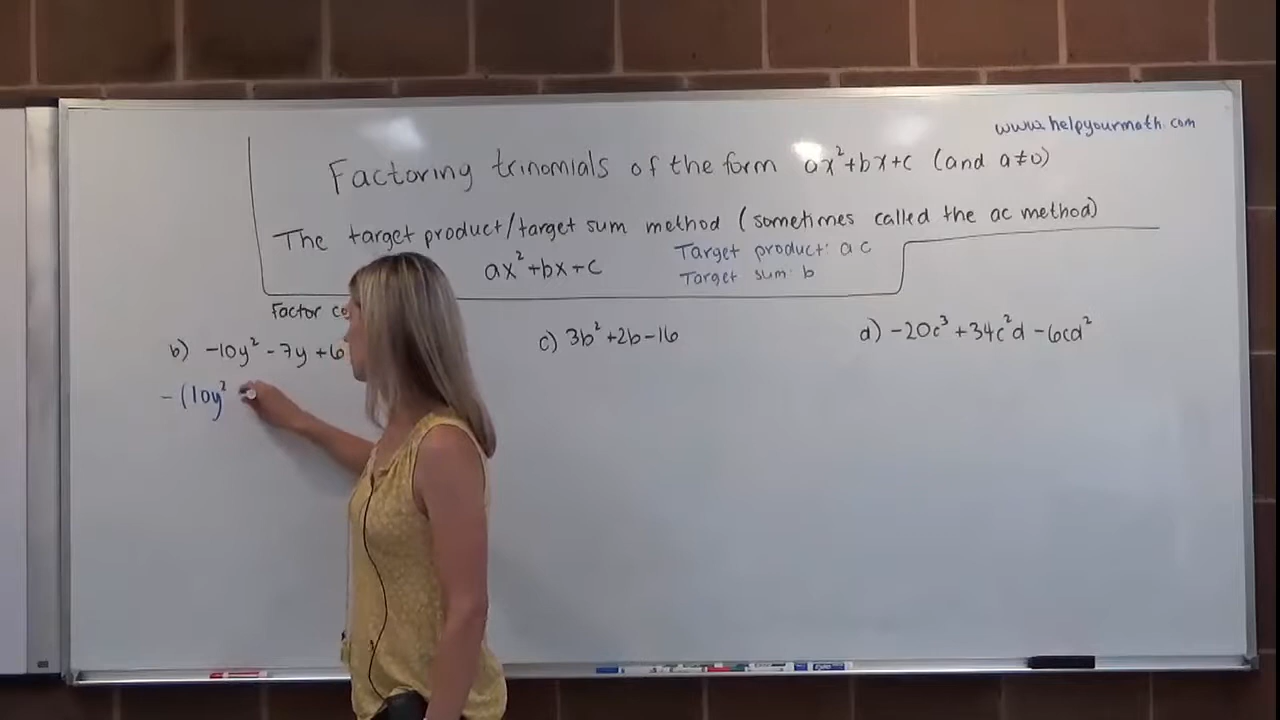 www.helpyourmath.com
Factoring trinomials of the form ax²+bx+c (and a≠0)
The target product/target sum method (sometimes called the ac method)
ax²+bx+c
Target product: ac
Target sum: b
Factor
b) -10y² - 7y + 6
c) 3b² +2b-16
d) -20c³ +34c²d -6cd²
- (10y²